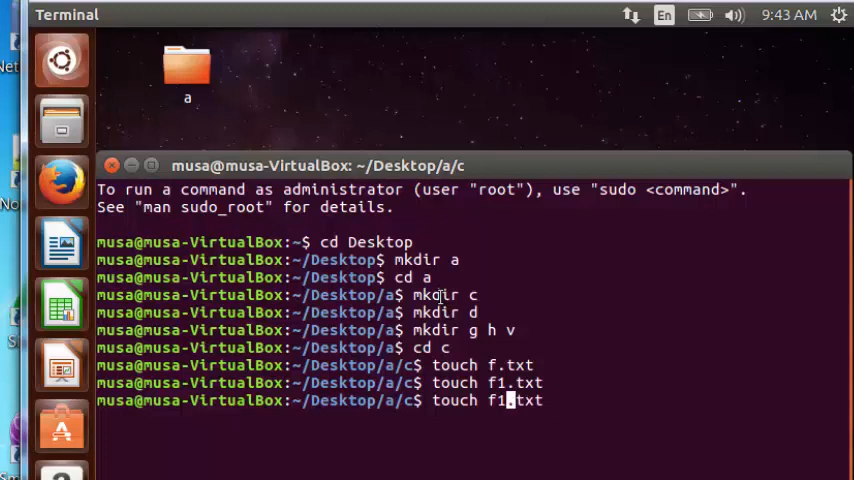 Terminal
En
9:43 AM
a
musa@musa-VirtualBox: ~/Desktop/a/c
To run a command as administrator (user "root"), use "sudo <command>".
See "man sudo_root" for details.
musa@musa-VirtualBox:~$ cd Desktop
musa@musa-VirtualBox:~/Desktop$ mkdir a
musa@musa-VirtualBox:~/Desktop$ cd a
musa@musa-VirtualBox:~/Desktop/a$ mkdir c
musa@musa-VirtualBox:~/Desktop/a$ mkdir d
musa@musa-VirtualBox:~/Desktop/a$ mkdir g h v
musa@musa-VirtualBox:~/Desktop/a$ cd c
musa@musa-VirtualBox:~/Desktop/a/c$ touch f.txt
musa@musa-VirtualBox:~/Desktop/a/c$ touch f1.txt
musa@musa-VirtualBox:~/Desktop/a/c$ touch f1.txt